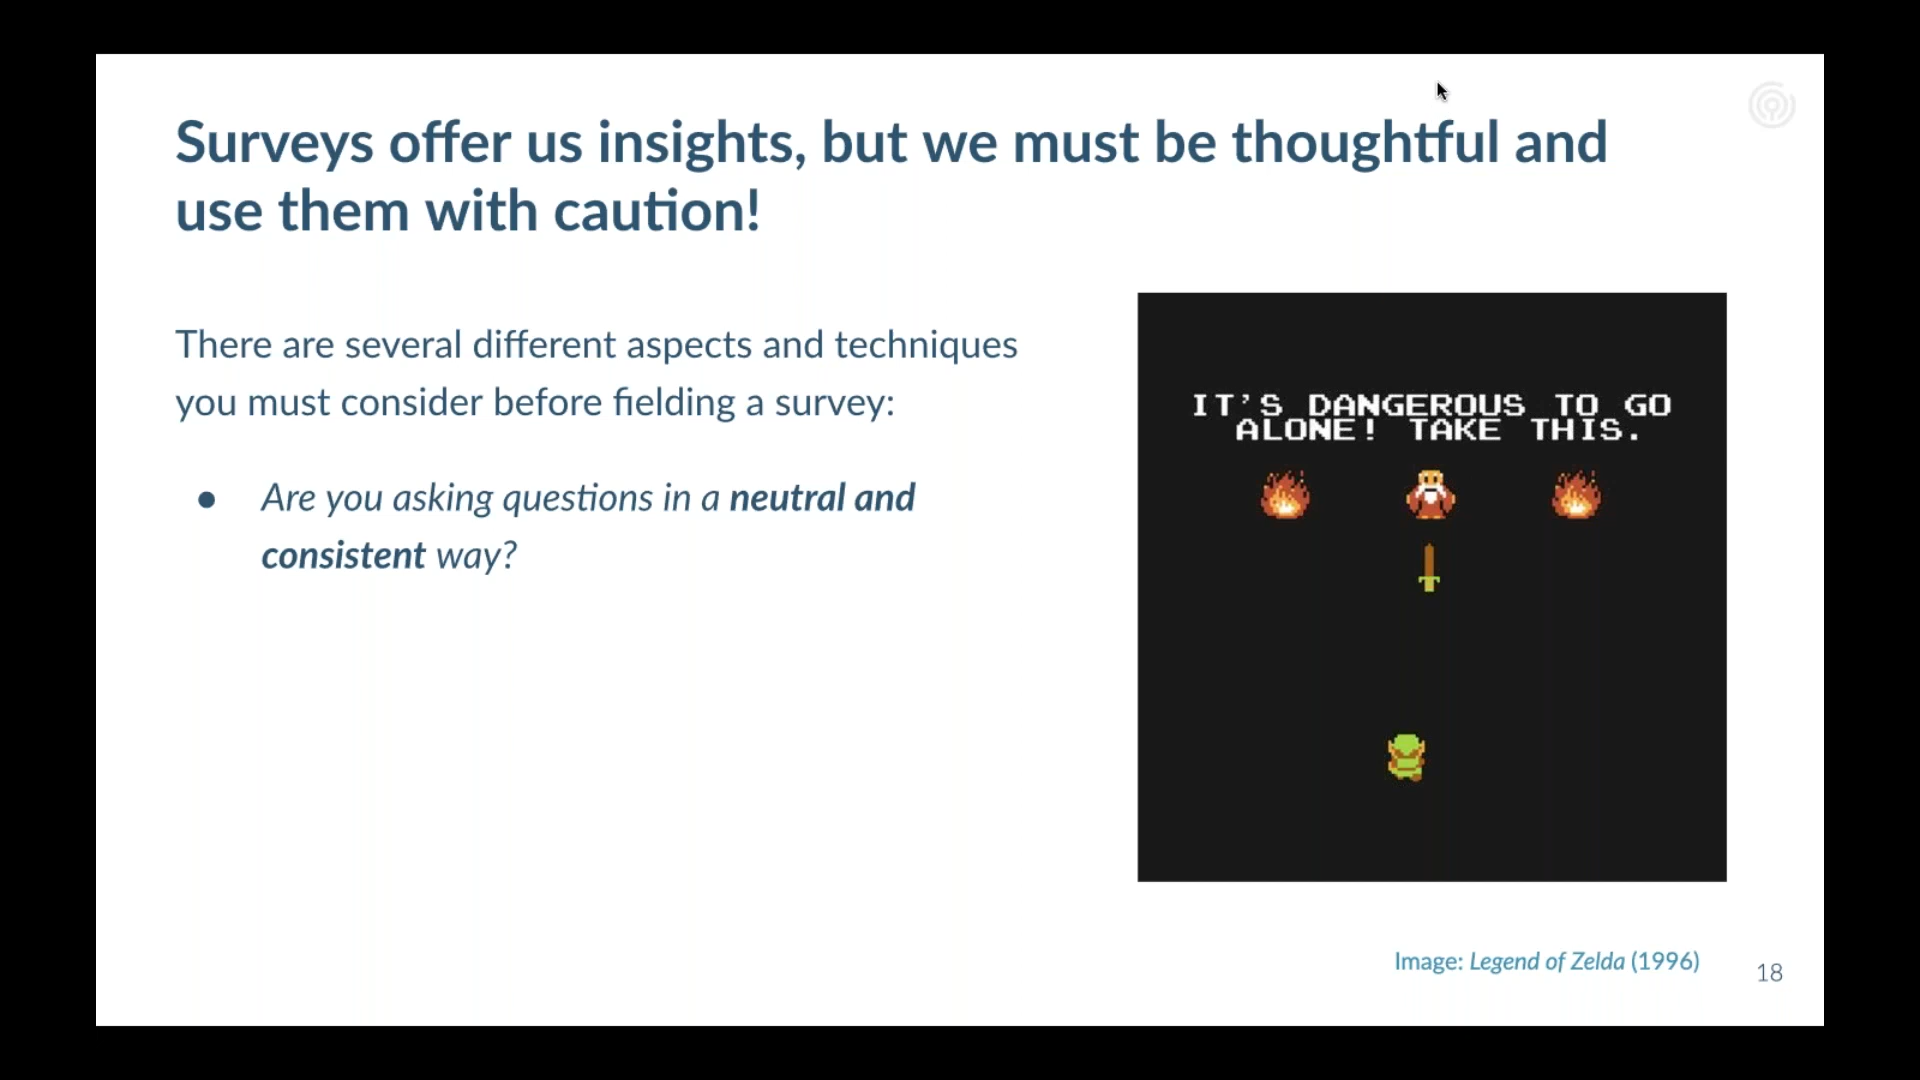 Surveys offer us insights, but we must be thoughtful and
use them with caution!
There are several different aspects and techniques
you must consider before fielding a survey:
● Are you asking questions in a neutral and
consistent way?
IT'S DANGEROUS TO GO
ALONE! TAKE THIS.
Image: Legend of Zelda (1996)
18